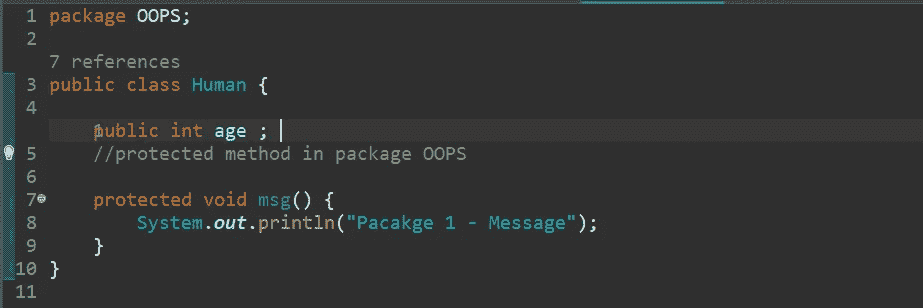 1 package OOPS;
2
7 references
3 public class Human {
4
public int age ;
5 //protected method in package OOPS
6
7 protected void msg() {
8 System.out.println("Pacakge 1 - Message");
9 }
10 }
11